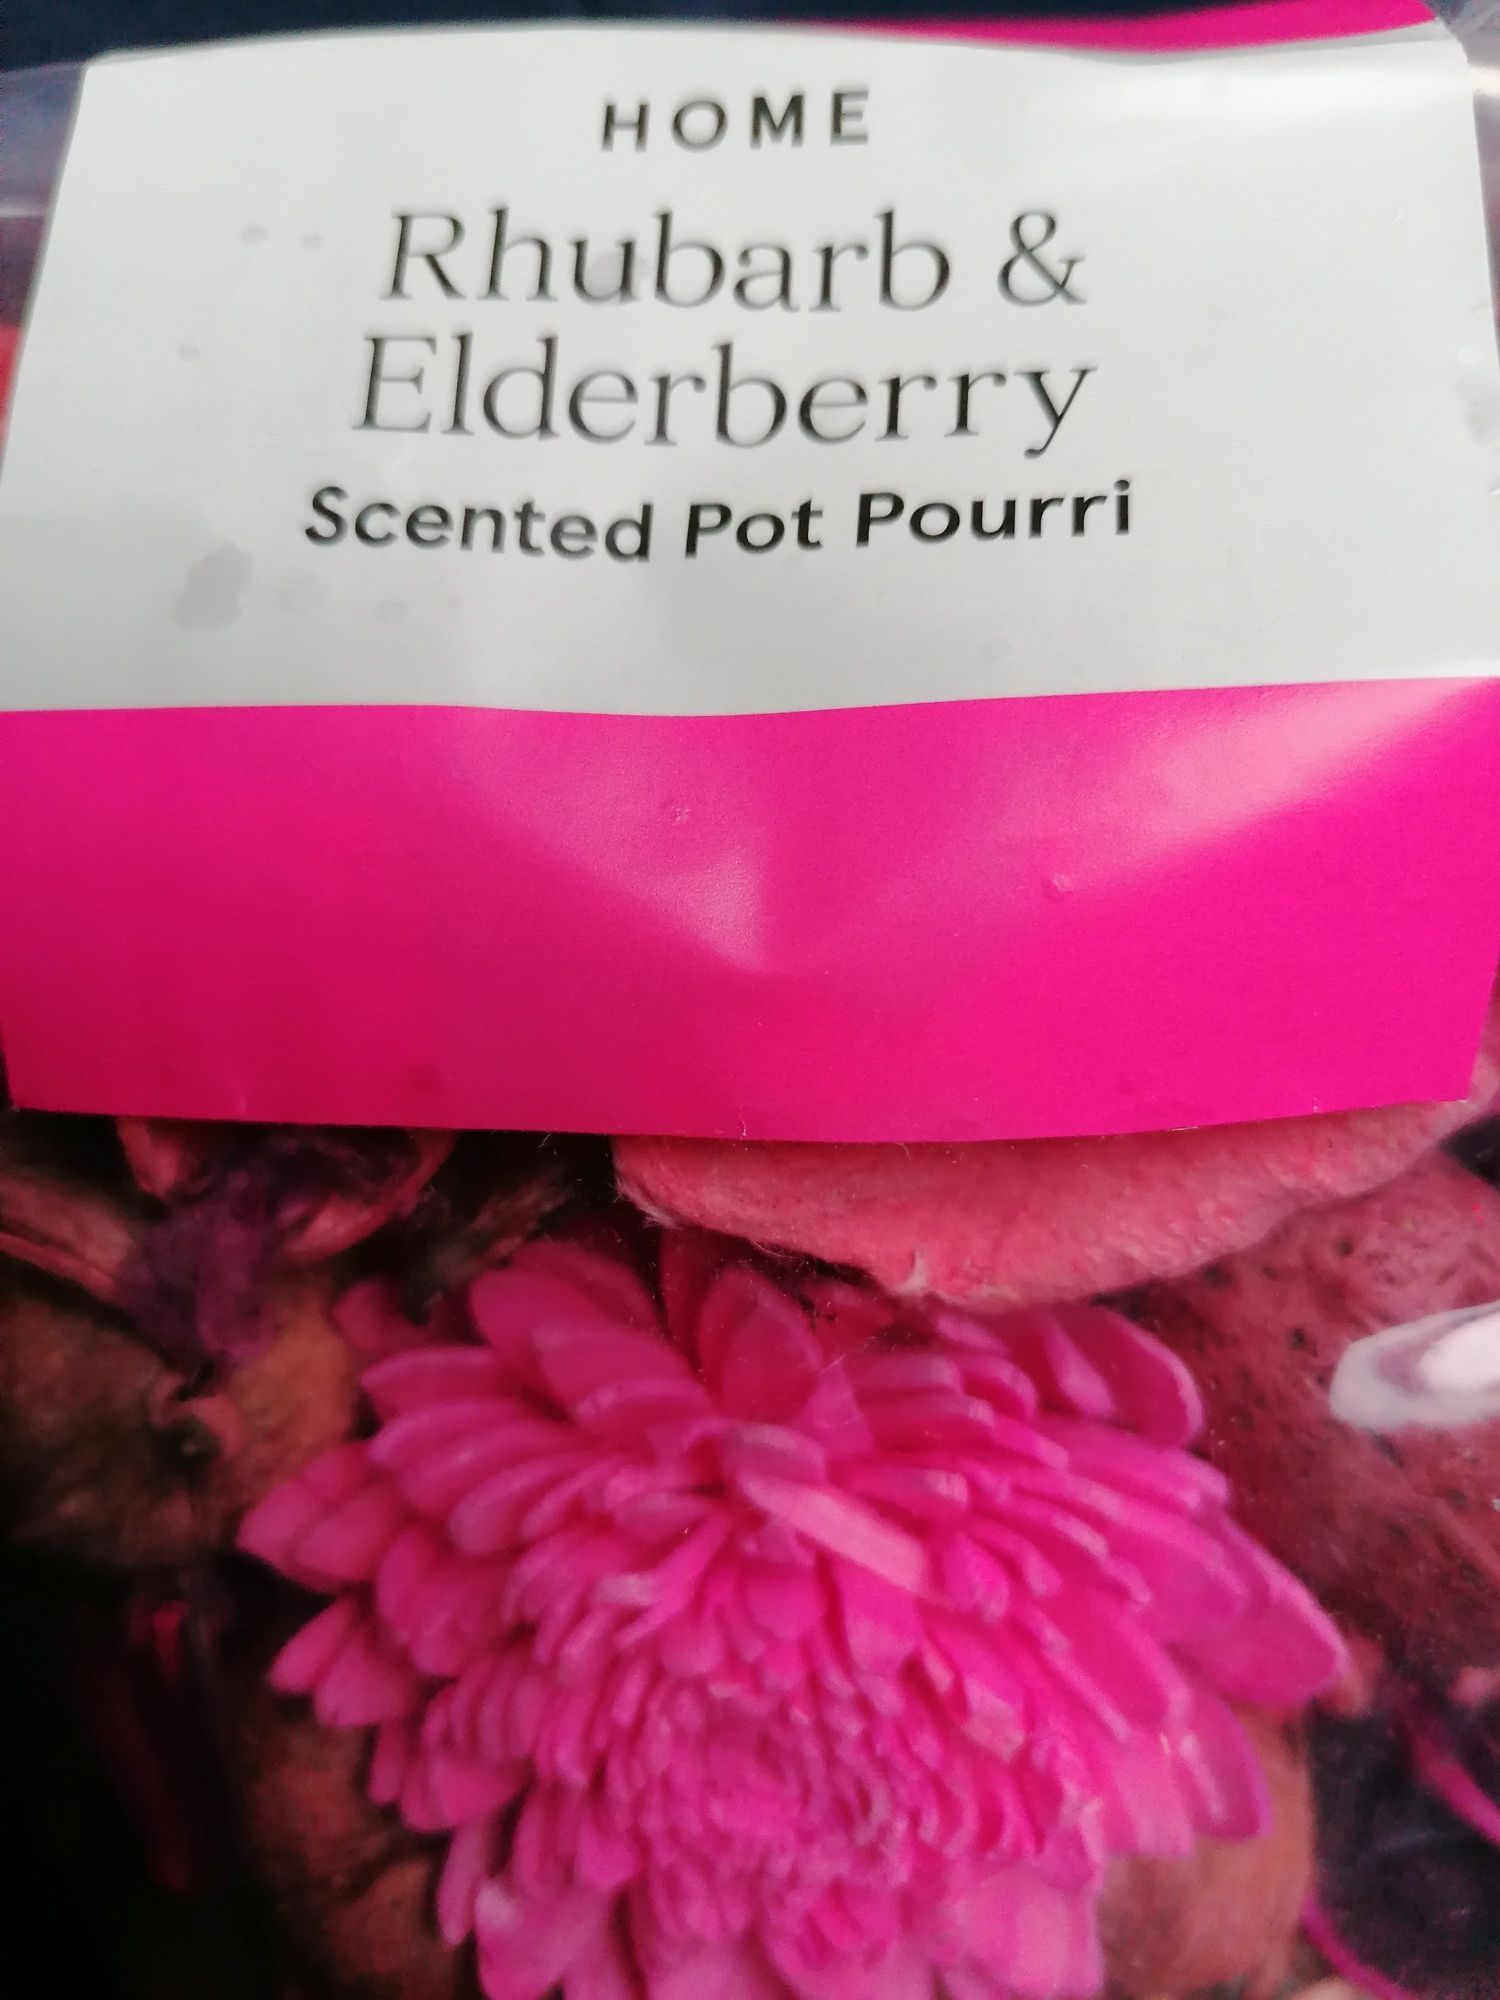 HOME
Rhubarb &
Elderberry
Scented Pot Pourri